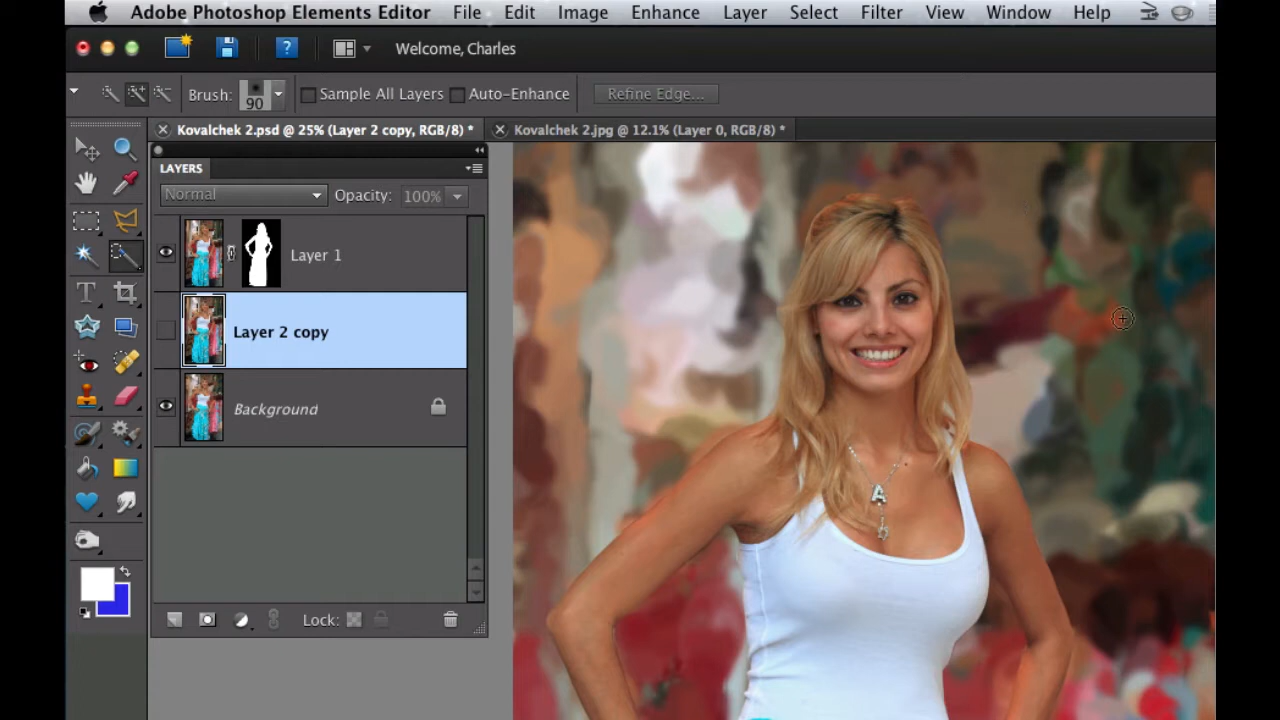 Adobe Photoshop Elements Editor File Edit Image Enhance Layer Select Filter View Window Help
? Welcome, Charles
Brush: 90 Sample All Layers Auto-Enhance Refine Edge...
Kovalchek 2.psd @ 25% (Layer 2 copy, RGB/8) * Kovalchek 2.jpg @ 12.1% (Layer 0, RGB/8) *
LAYERS
Normal Opacity: 100%
Layer 1
Layer 2 copy
Background
T
A
Lock: